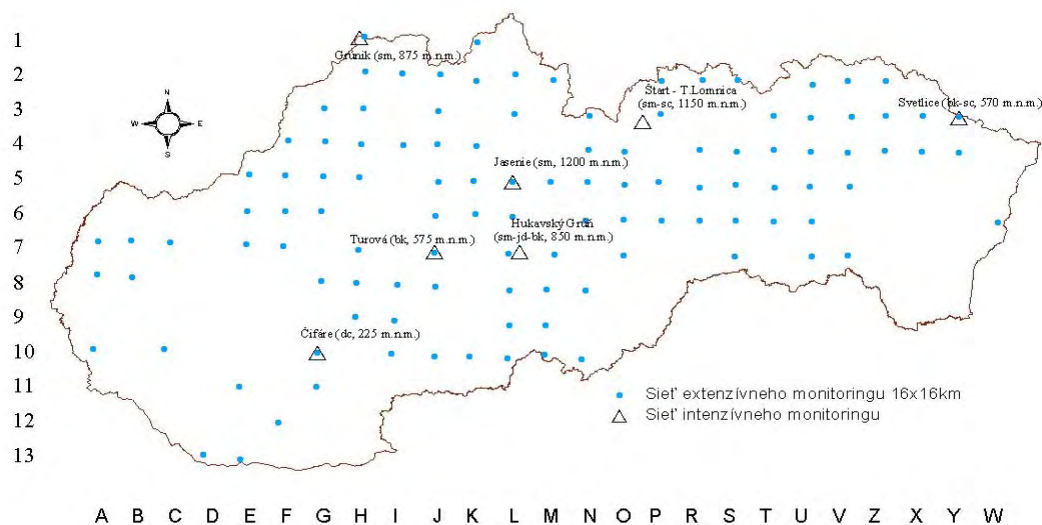 1
Grúnik (sm, 875 m.n.m.)
2
N
W E
S
Štart - T.Lomnica
(sm-sc, 1150 m.n.m.)
3
Svetlice (bk-sc, 570 m.n.m.)
4
Jasenie (sm, 1200 m.n.m.)
5
6
Hukavský Grúň
(sm-jd-bk, 850 m.n.m.)
Turová (bk, 575 m.n.m.)
7
8
9
Čifáre (dc, 225 m.n.m.)
10
Sieť extenzívneho monitoringu 16x16km
11
Sieť intenzívneho monitoringu
12
13
A B C D E F G H I J K L M N O P R S T U V Z X Y W